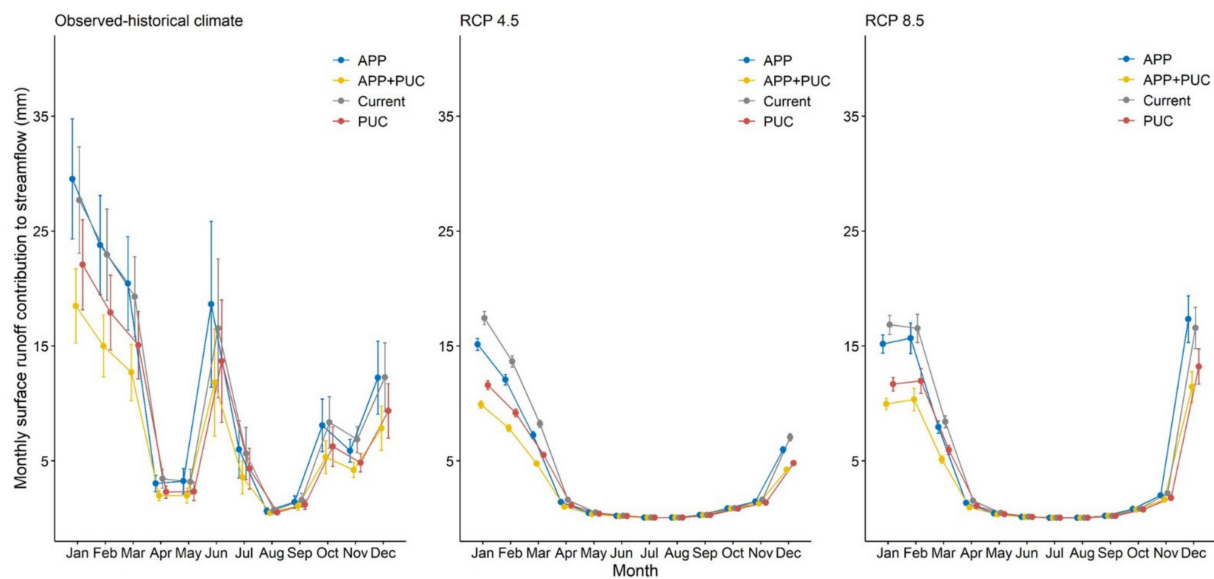 Observed-historical climate
RCP 4.5
RCP 8.5
Monthly surface runoff contribution to streamflow (mm)
35
25
15
5
APP
APP+PUC
Current
PUC
Jan Feb Mar Apr May Jun Jul Aug Sep Oct Nov Dec
35
25
15
5
APP
APP+PUC
Current
PUC
Jan Feb Mar Apr May Jun Jul Aug Sep Oct Nov Dec
Month
35
25
15
5
APP
APP+PUC
Current
PUC
Jan Feb Mar Apr May Jun Jul Aug Sep Oct Nov Dec